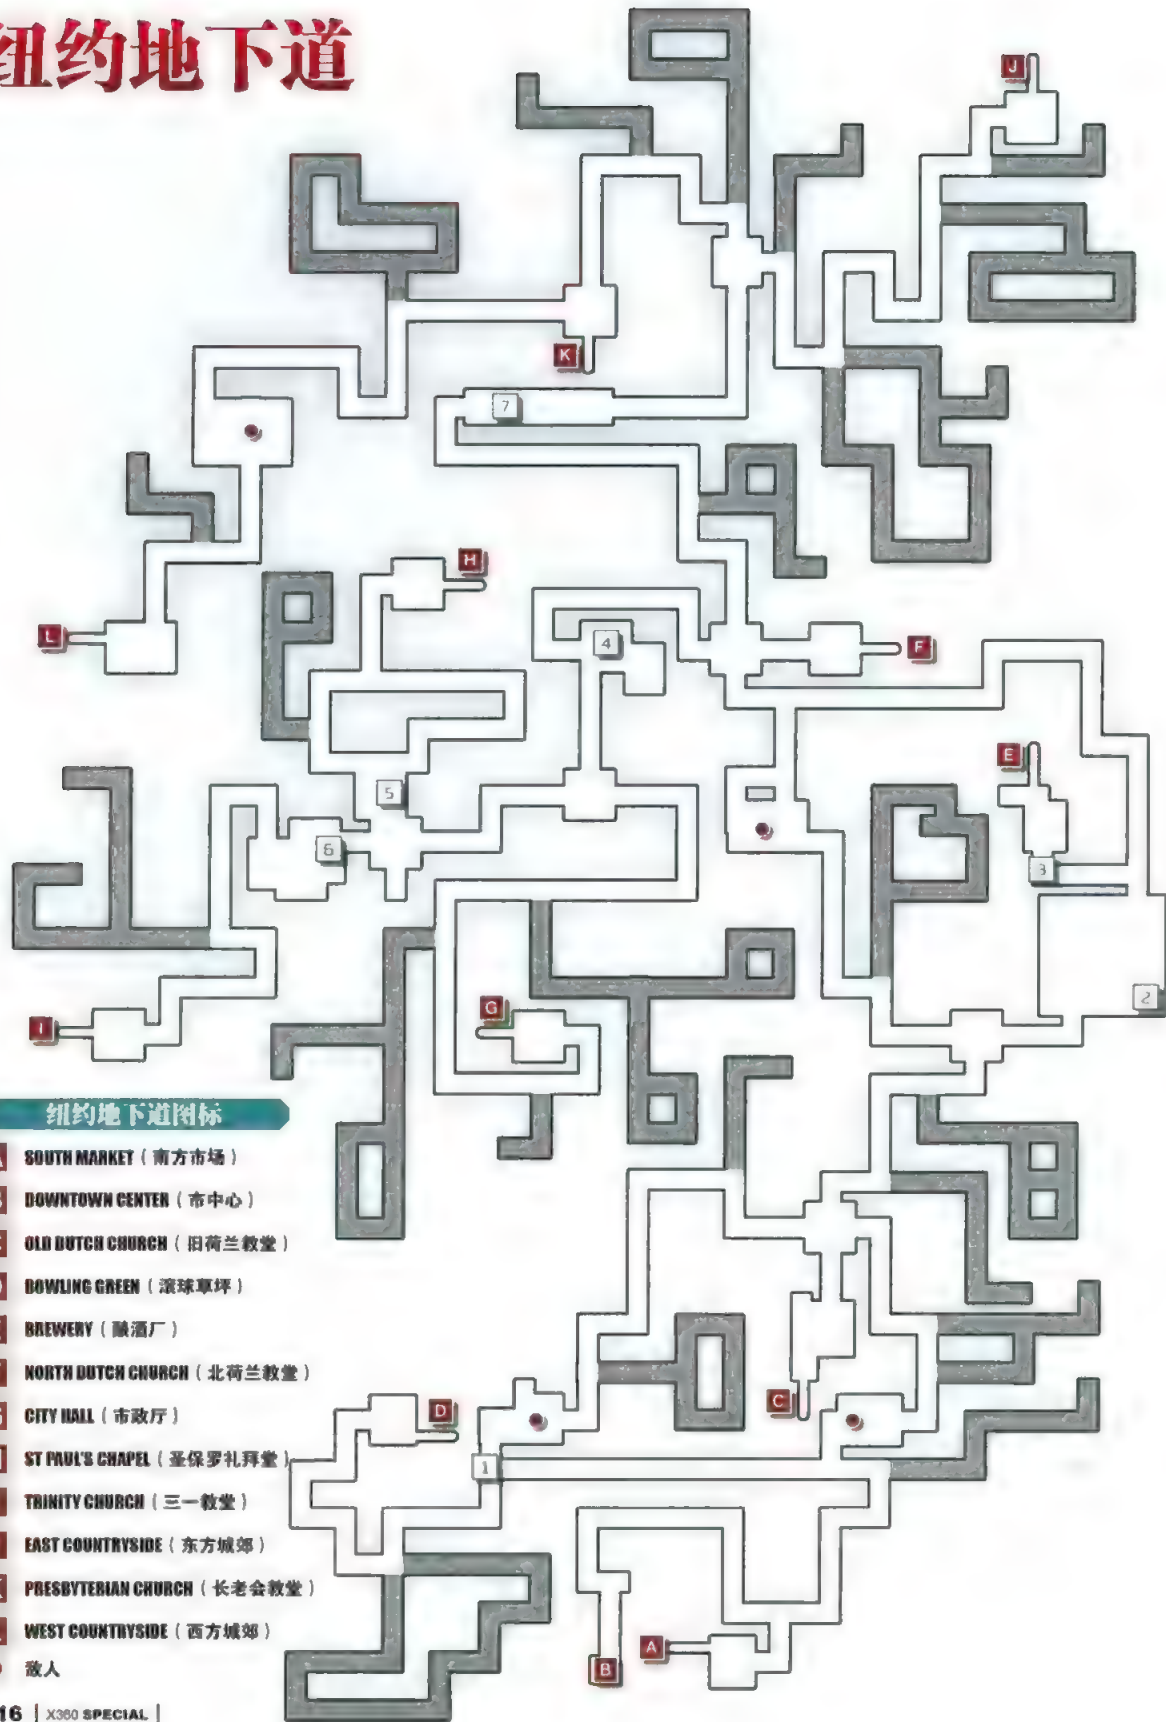 纽约地下道
J
K
7
H
L
4
F
E
5
6
3
2
G
I
纽约地下道图标
A SOUTH MARKET（南方市场）
B DOWNTOWN CENTER（市中心）
C OLD DUTCH CHURCH（旧荷兰教堂）
D BOWLING GREEN（滚球草坪）
E BREWERY（酿酒厂）
F NORTH DUTCH CHURCH（北荷兰教堂）
G CITY HALL（市政厅）
H ST PAUL'S CHAPEL（圣保罗礼拜堂）
I TRINITY CHURCH（三一教堂）
J EAST COUNTRYSIDE（东方城郊）
K PRESBYTERIAN CHURCH（长老会教堂）
L WEST COUNTRYSIDE（西方城郊）
敌人
C
D
1
A
B
16 | X360 SPECIAL |